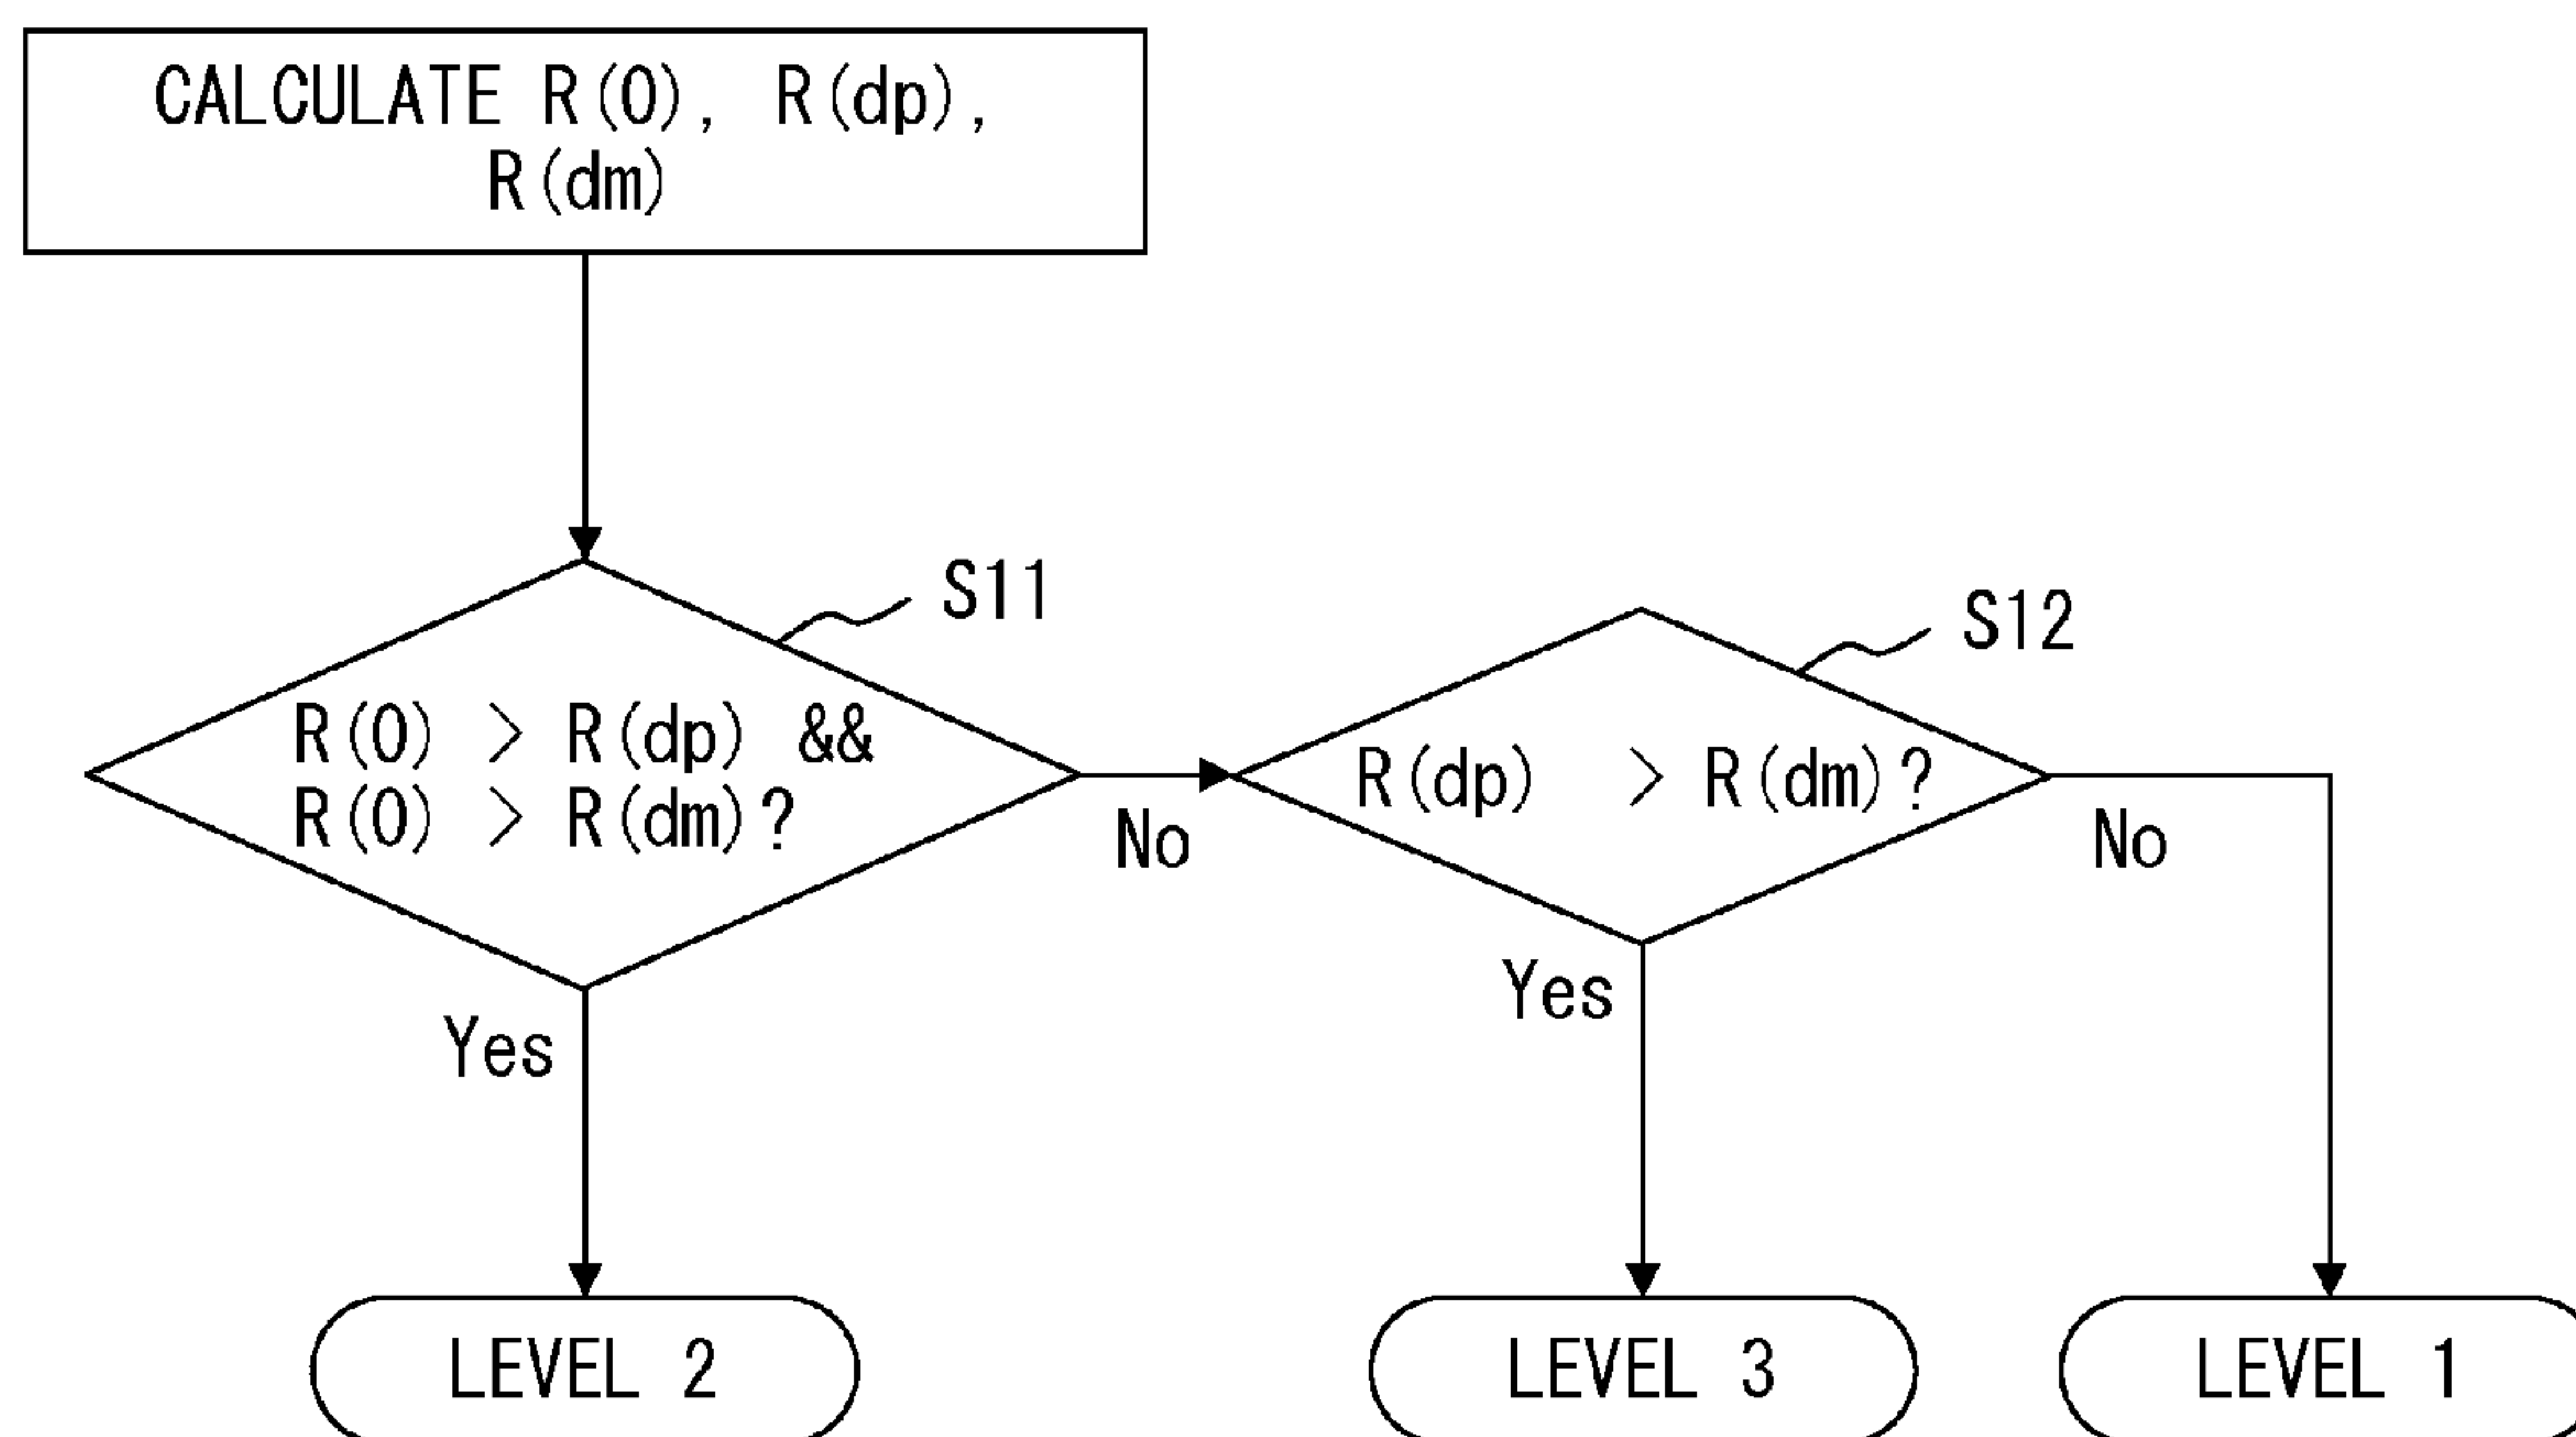 CALCULATE R(0), R(dp),
R(dm)
S11
R(0) > R(dp) &&
R(0) > R(dm)?
No
Yes
S12
R(dp) > R(dm)?
No
Yes
LEVEL 2
LEVEL 3
LEVEL 1